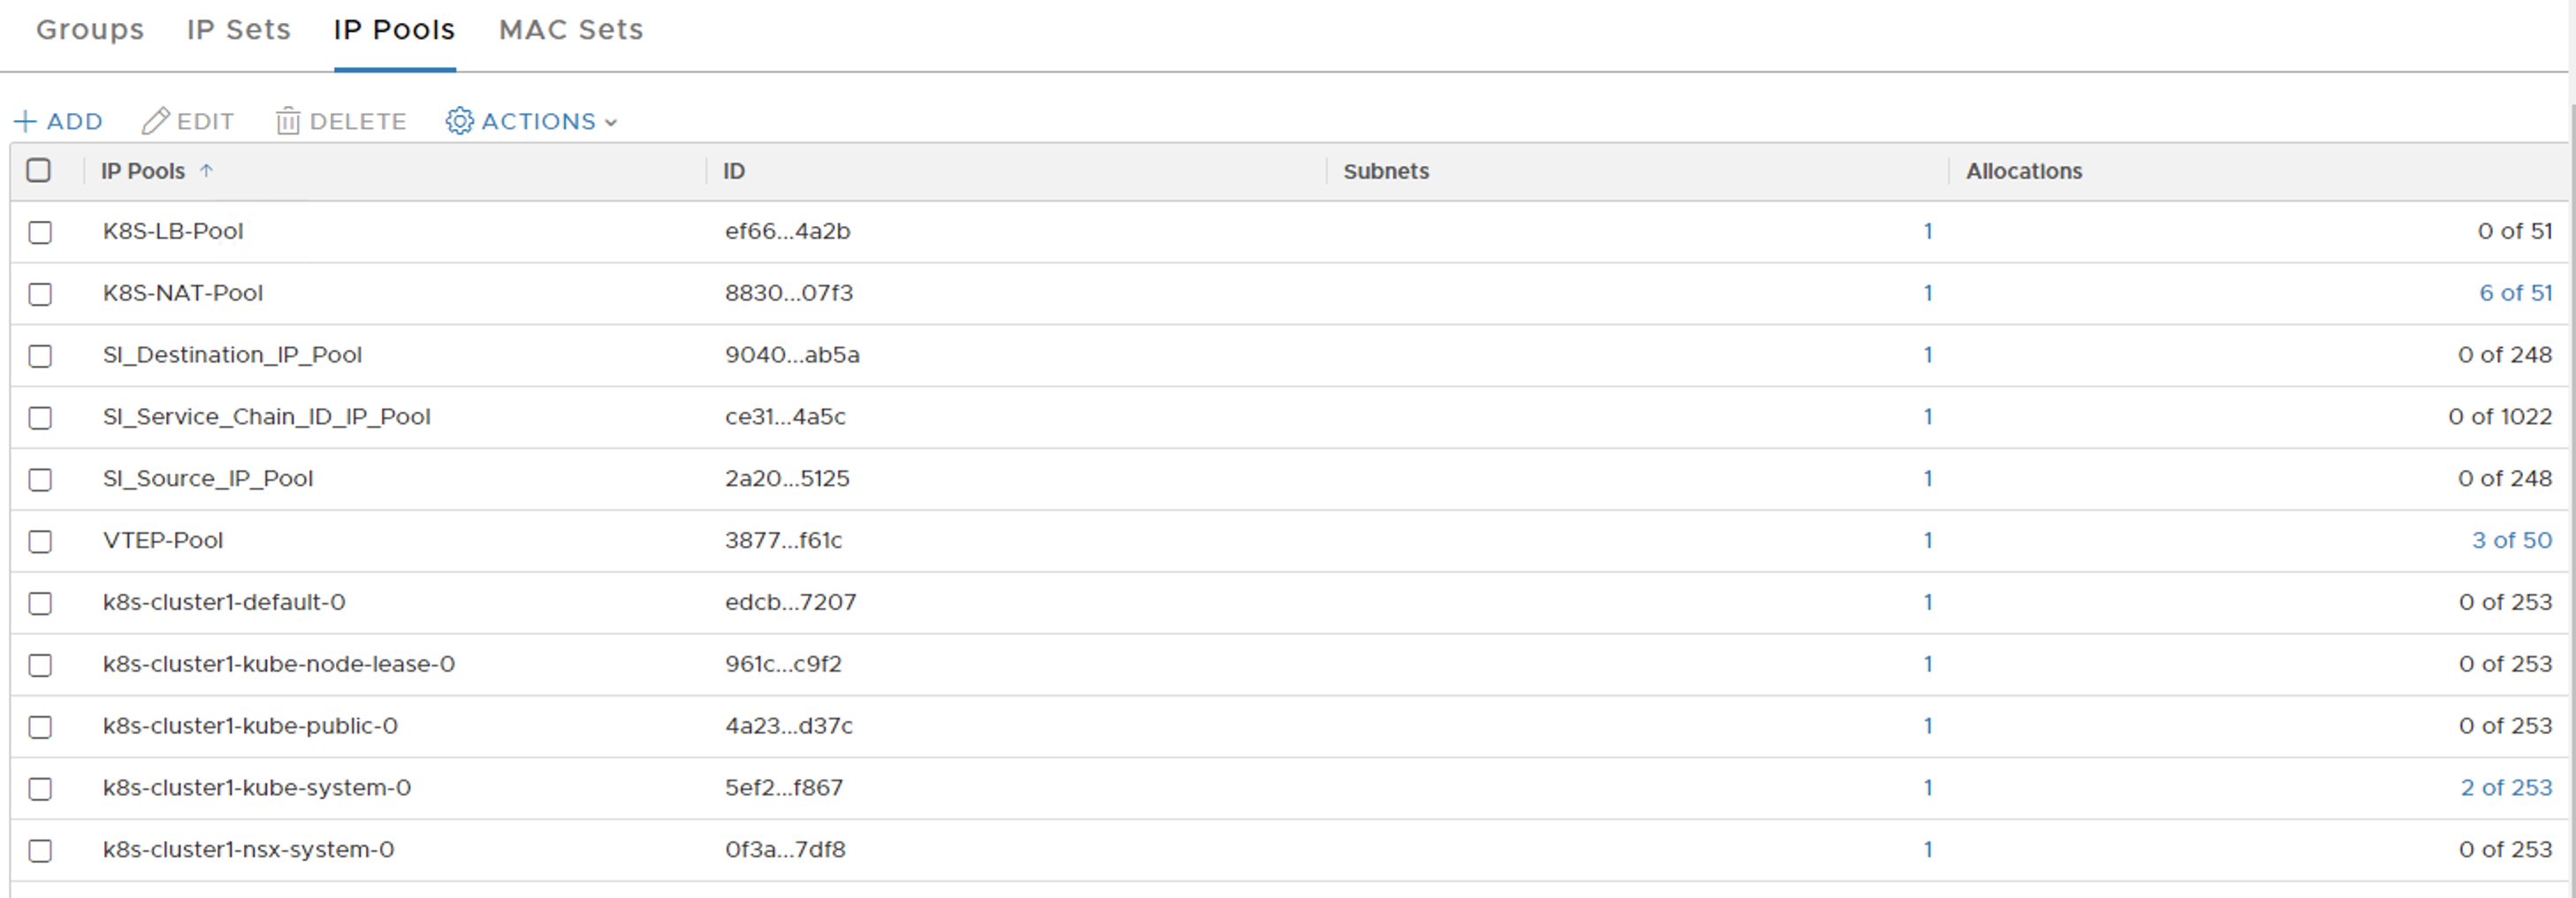 Groups IP Sets IP Pools MAC Sets
+ ADD EDIT DELETE ACTIONS
IP Pools ↑ ID Subnets Allocations
K8S-LB-Pool ef66...4a2b 1 0 of 51
K8S-NAT-Pool 8830...07f3 1 6 of 51
SI_Destination_IP_Pool 9040...ab5a 1 0 of 248
SI_Service_Chain_ID_IP_Pool ce31...4a5c 1 0 of 1022
SI_Source_IP_Pool 2a20...5125 1 0 of 248
VTEP-Pool 3877...f61c 1 3 of 50
k8s-cluster1-default-0 edcb...7207 1 0 of 253
k8s-cluster1-kube-node-lease-0 961c...c9f2 1 0 of 253
k8s-cluster1-kube-public-0 4a23...d37c 1 0 of 253
k8s-cluster1-kube-system-0 5ef2...f867 1 2 of 253
k8s-cluster1-nsx-system-0 0f3a...7df8 1 0 of 253